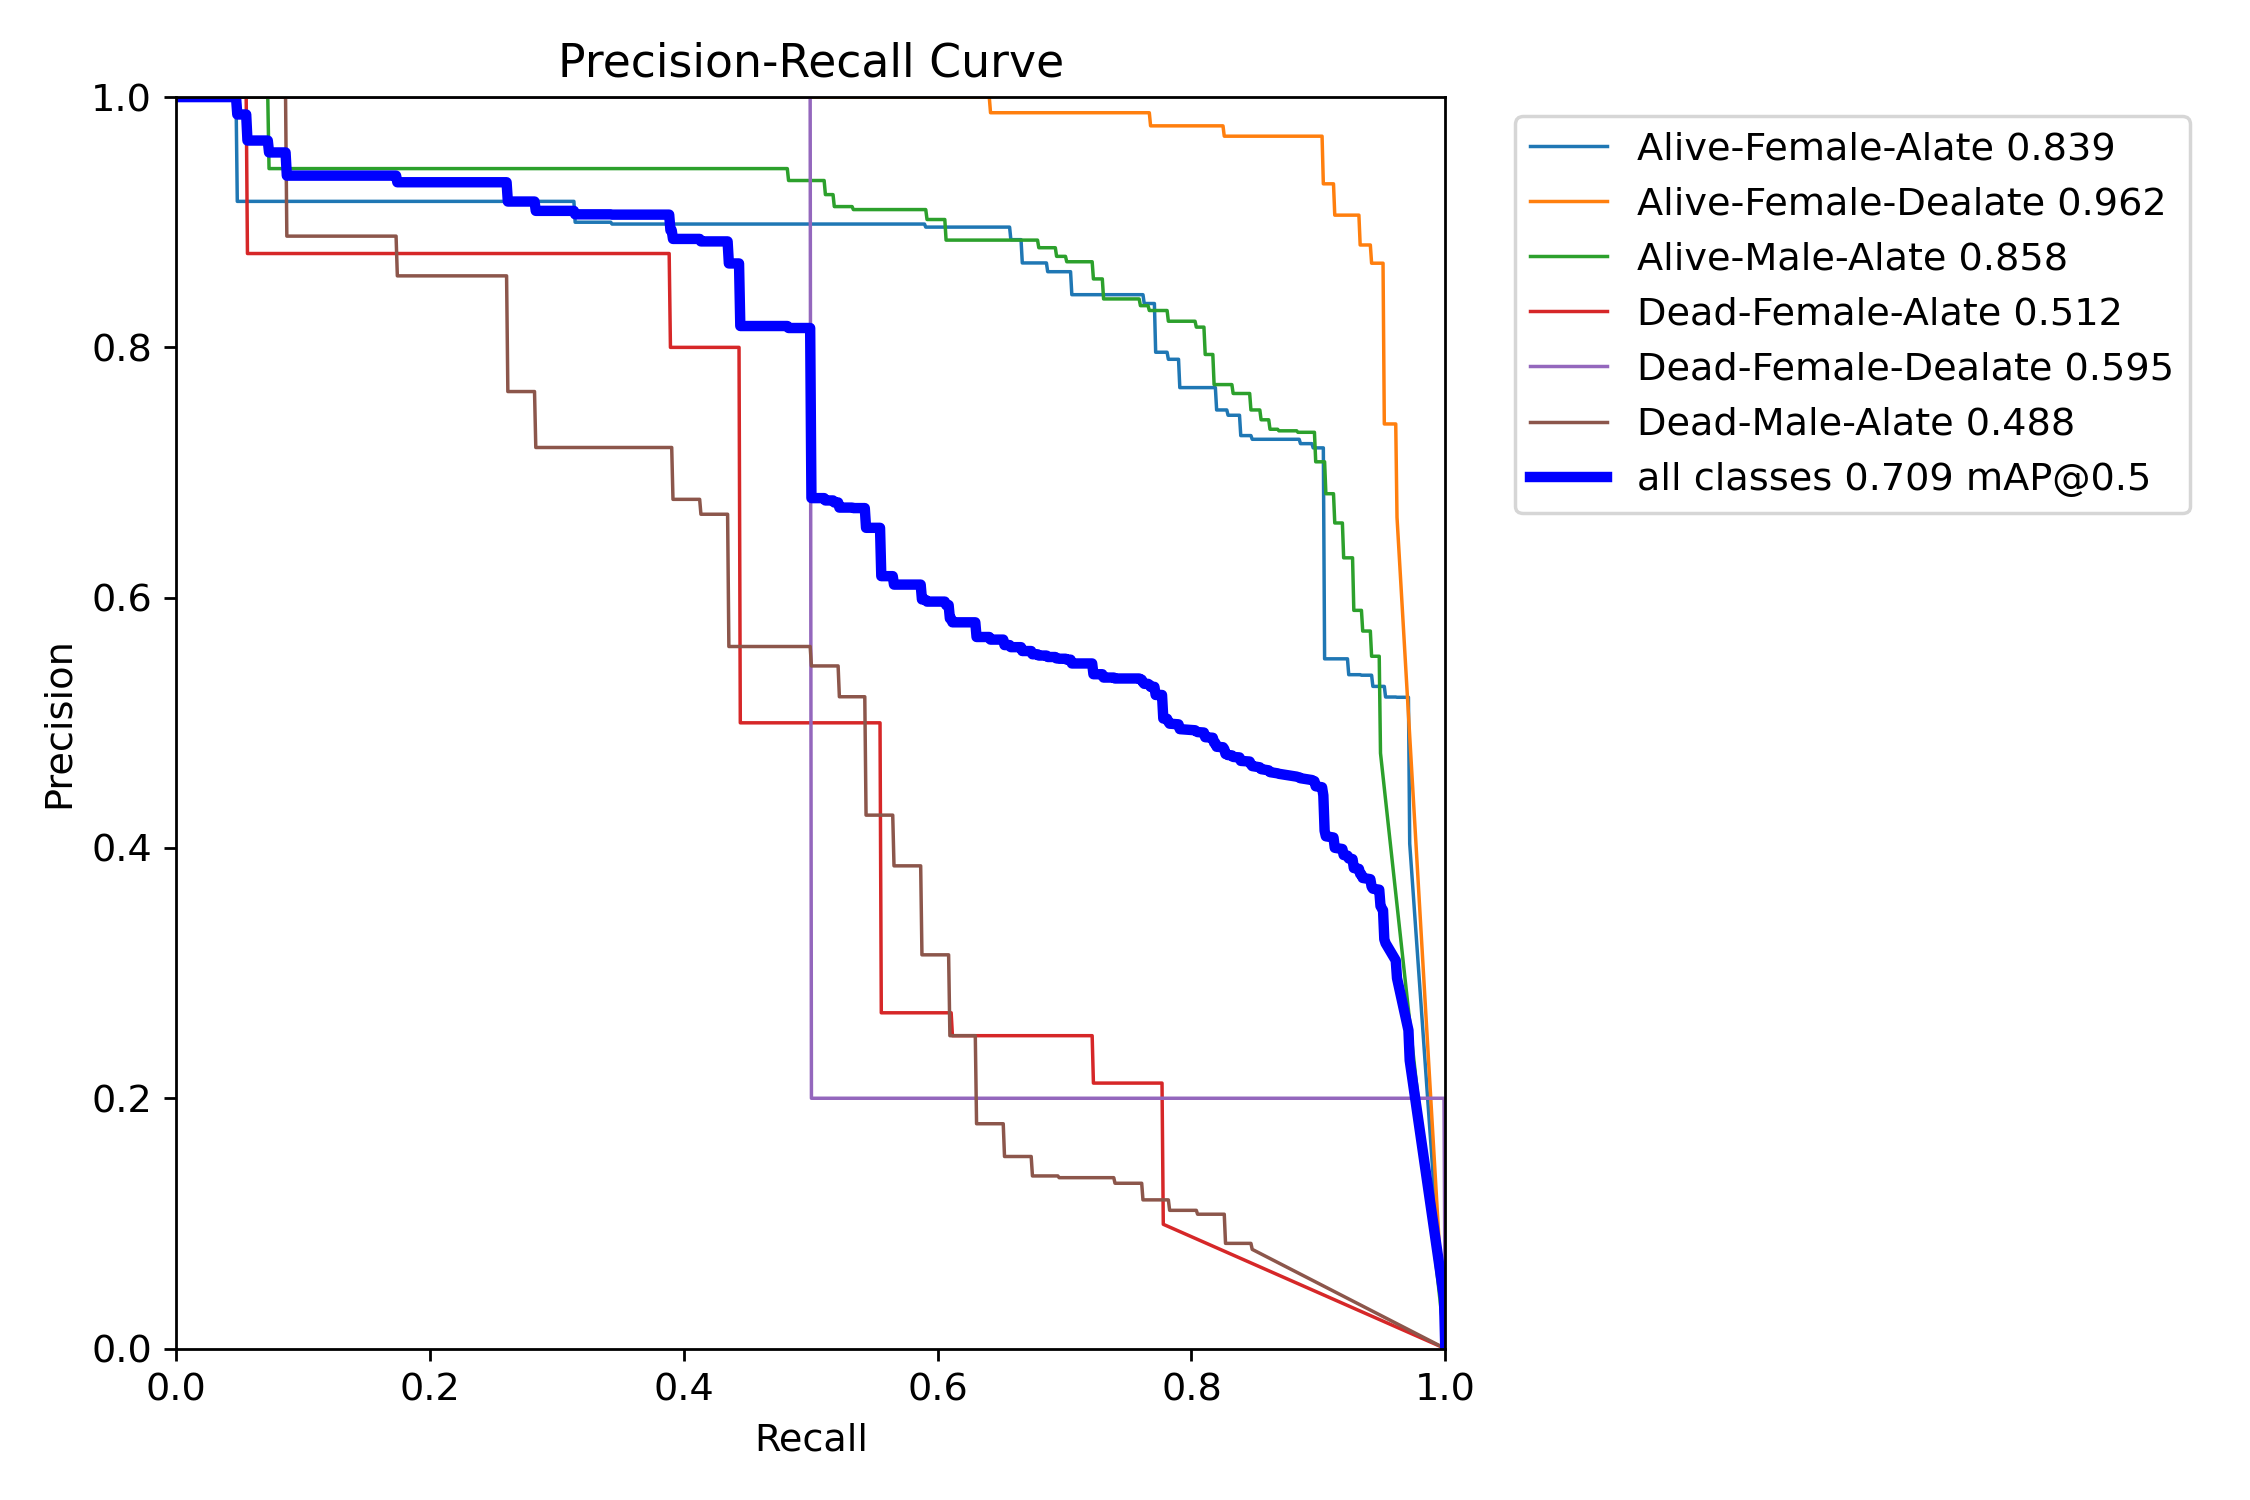 Precision-Recall Curve
1.0
0.8
0.6
0.4
0.2
0.0
Precision
0.0 0.2 0.4 0.6 0.8 1.0
Recall
Alive-Female-Alate 0.839
Alive-Female-Dealate 0.962
Alive-Male-Alate 0.858
Dead-Female-Alate 0.512
Dead-Female-Dealate 0.595
Dead-Male-Alate 0.488
all classes 0.709 mAP@0.5